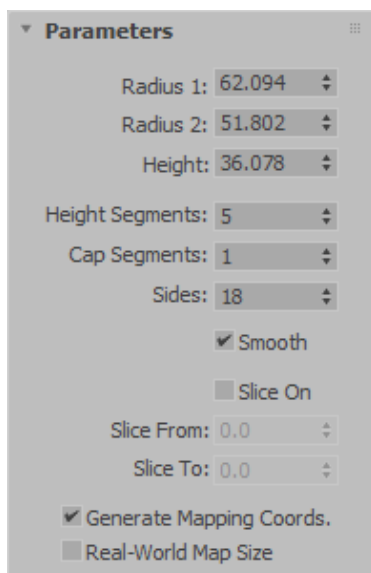 Parameters
Radius 1: 62.094
Radius 2: 51.802
Height: 36.078
Height Segments: 5
Cap Segments: 1
Sides: 18
Smooth
Slice On
Slice From: 0.0
Slice To: 0.0
Generate Mapping Coords.
Real-World Map Size